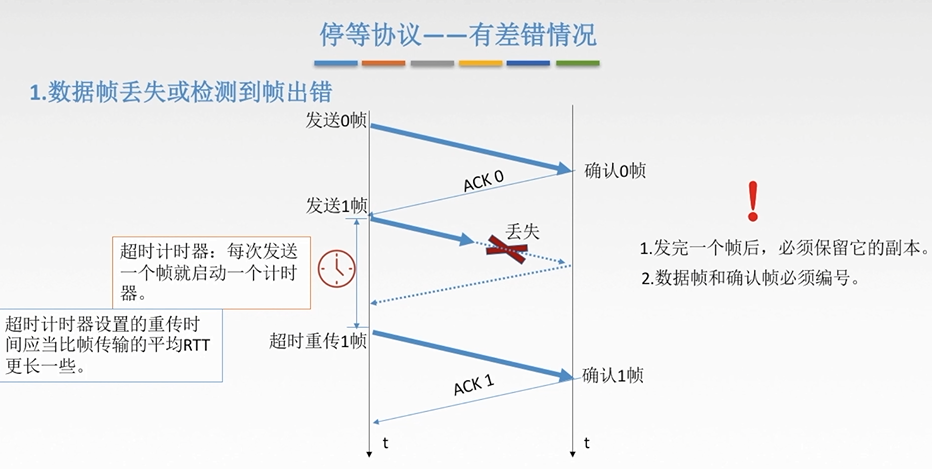 停等协议——有差错情况
1.数据帧丢失或检测到帧出错
发送0帧
ACK 0
确认0帧
发送1帧
丢失
超时计时器：每次发送
一个帧就启动一个计时
器。
1.发完一个帧后，必须保留它的副本。
2.数据帧和确认帧必须编号。
超时计时器设置的重传时
间应当比帧传输的平均RTT
更长一些。
超时重传1帧
ACK 1
确认1帧
t
t